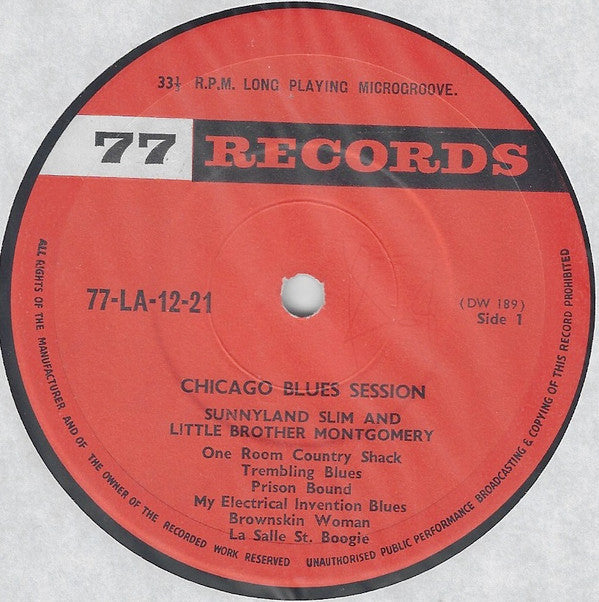 33⅓ R.P.M. LONG PLAYING MICROGROOVE.
77 RECORDS
77-LA-12-21
(DW 189)
Side 1
CHICAGO BLUES SESSION
SUNNYLAND SLIM AND
LITTLE BROTHER MONTGOMERY
One Room Country Shack
Trembling Blues
Prison Bound
My Electrical Invention Blues
Brownskin Woman
La Salle St. Boogie
ALL RIGHTS OF THE MANUFACTURER AND OF THE OWNER OF THE RECORDED WORK RESERVED UNAUTHORISED PUBLIC PERFORMANCE BROADCASTING & COPYING OF THIS RECORD PROHIBITED